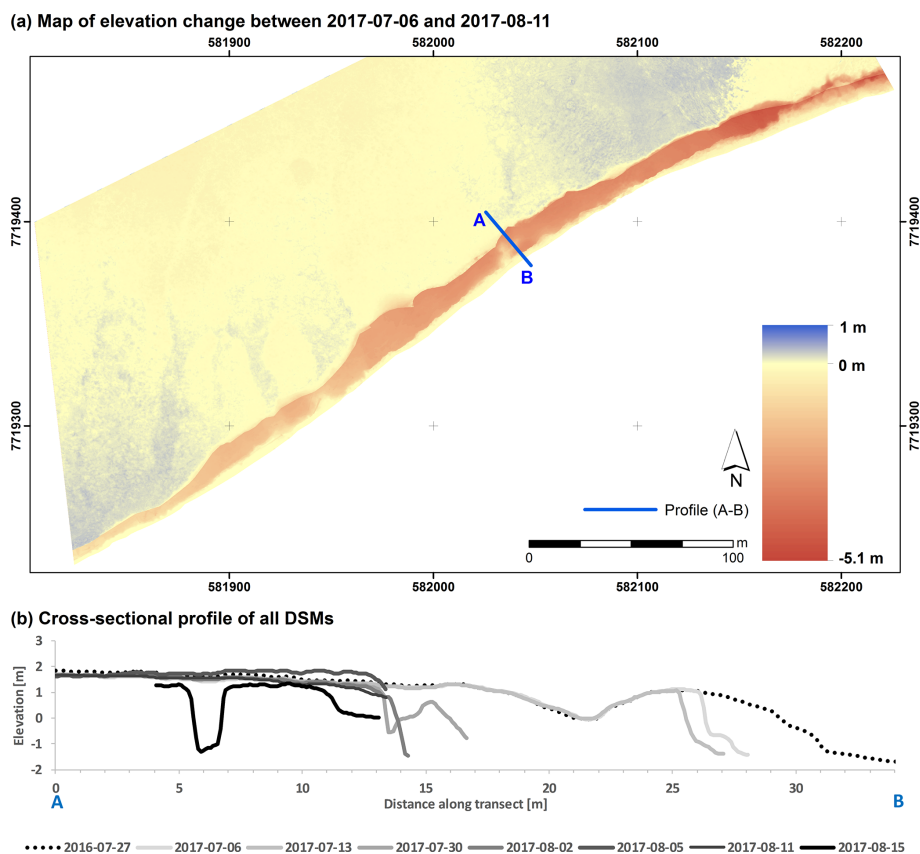 (a) Map of elevation change between 2017-07-06 and 2017-08-11
581900 582000 582100 582200
7719400 7719400
A
B
1 m
0 m
7719300 7719300
N
Profile (A-B)
-5.1 m
m
0 100
581900 582000 582100 582200
(b) Cross-sectional profile of all DSMs
Elevation [m]
3
2
1
0
-1
-2
0 5 10 15 20 25 30
A Distance along transect [m] B
2016-07-27 2017-07-06 2017-07-13 2017-07-30 2017-08-02 2017-08-05 2017-08-11 2017-08-15